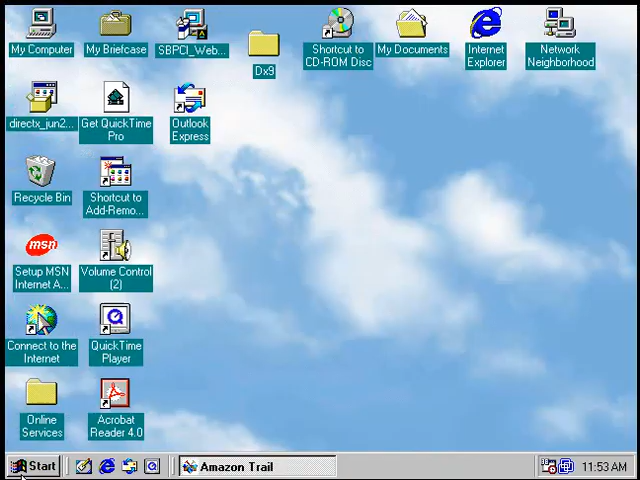 My Computer
My Briefcase
SBPCI_Web...
Dx9
Shortcut to
CD-ROM Disc
My Documents
Internet
Explorer
Network
Neighborhood
directx_jun2...
Get QuickTime
Pro
Outlook
Express
Recycle Bin
Shortcut to
Add-Remo...
msn
Setup MSN
Internet A...
Volume Control
(2)
Connect to the
Internet
QuickTime
Player
Online
Services
Acrobat
Reader 4.0
Start
Amazon Trail
11:53 AM